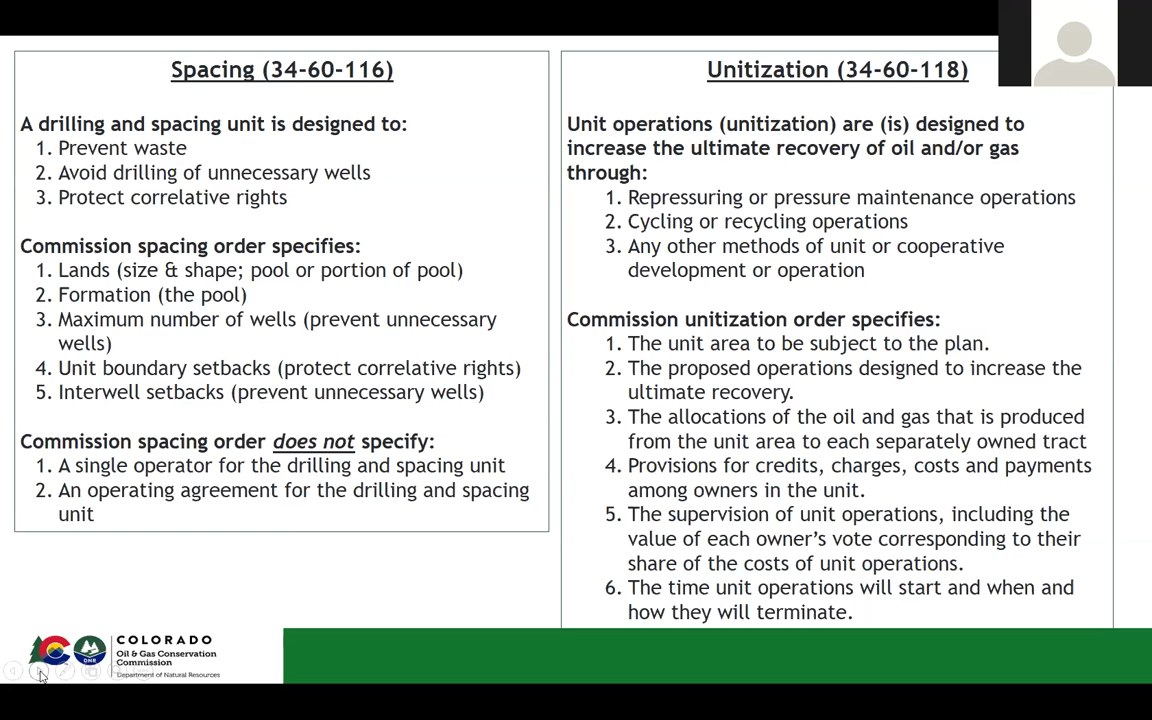 Spacing (34-60-116)
A drilling and spacing unit is designed to:
1. Prevent waste
2. Avoid drilling of unnecessary wells
3. Protect correlative rights
Commission spacing order specifies:
1. Lands (size & shape; pool or portion of pool)
2. Formation (the pool)
3. Maximum number of wells (prevent unnecessary
wells)
4. Unit boundary setbacks (protect correlative rights)
5. Interwell setbacks (prevent unnecessary wells)
Commission spacing order does not specify:
1. A single operator for the drilling and spacing unit
2. An operating agreement for the drilling and spacing
unit
Unitization (34-60-118)
Unit operations (unitization) are (is) designed to
increase the ultimate recovery of oil and/or gas
through:
1. Repressuring or pressure maintenance operations
2. Cycling or recycling operations
3. Any other methods of unit or cooperative
development or operation
Commission unitization order specifies:
1. The unit area to be subject to the plan.
2. The proposed operations designed to increase the
ultimate recovery.
3. The allocations of the oil and gas that is produced
from the unit area to each separately owned tract
4. Provisions for credits, charges, costs and payments
among owners in the unit.
5. The supervision of unit operations, including the
value of each owner's vote corresponding to their
share of the costs of unit operations.
6. The time unit operations will start and when and
how they will terminate.
DNR
COLORADO
Oil & Gas Conservation
Commission
Department of Natural Resources